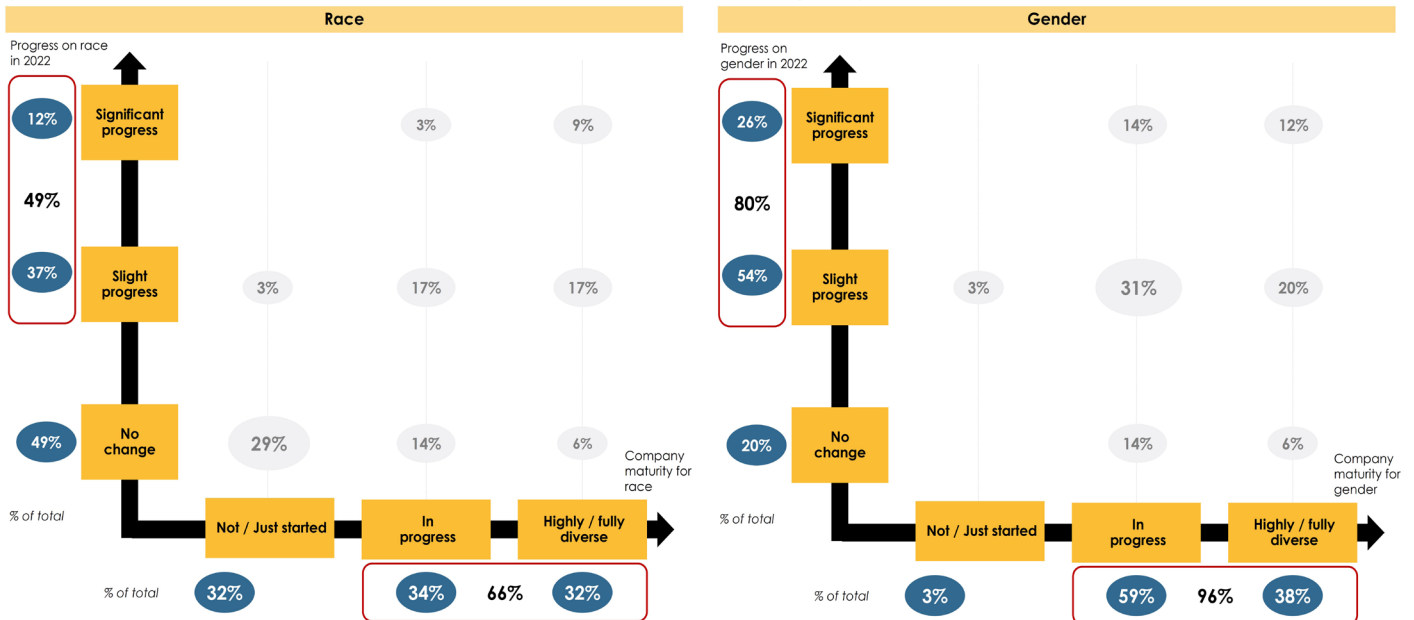 Race
Progress on race
in 2022
12%
Significant
progress
3%
9%
49%
37%
Slight
progress
3%
17%
17%
49%
No
change
29%
14%
6%
Company
maturity for
race
% of total
Not / Just started
In
progress
Highly / fully
diverse
% of total
32%
34%
66%
32%
Gender
Progress on
gender in 2022
26%
Significant
progress
14%
12%
80%
54%
Slight
progress
3%
31%
20%
20%
No
change
14%
6%
Company
maturity for
gender
% of total
Not / Just started
In
progress
Highly / fully
diverse
% of total
3%
59%
96%
38%